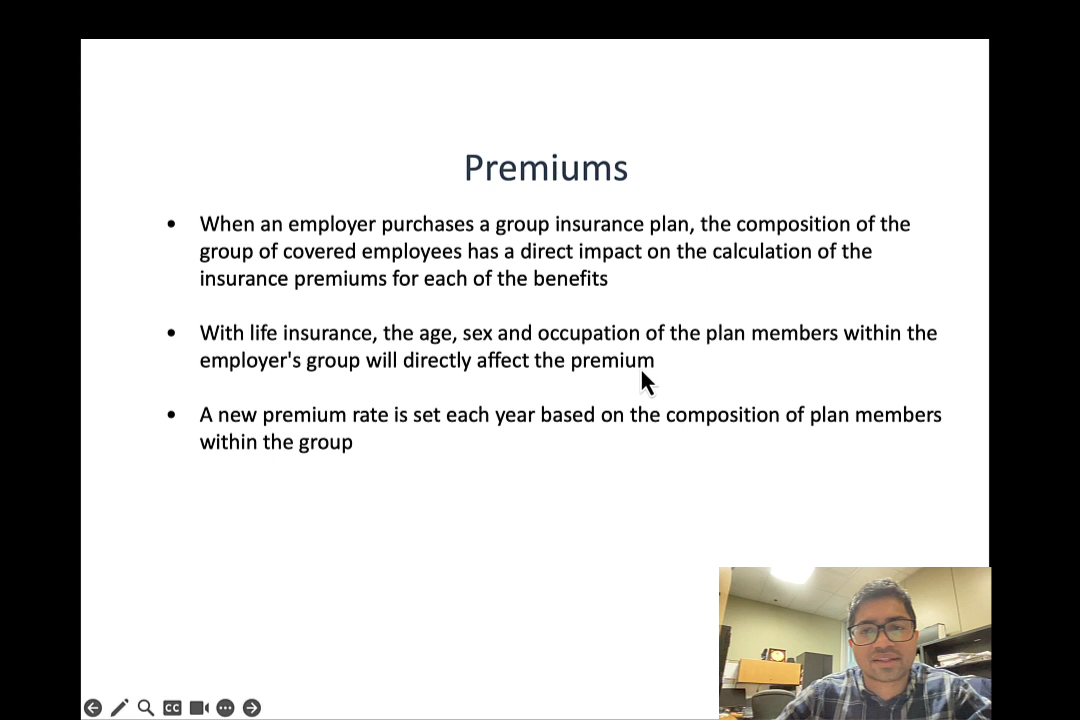 Premiums
• When an employer purchases a group insurance plan, the composition of the
group of covered employees has a direct impact on the calculation of the
insurance premiums for each of the benefits
• With life insurance, the age, sex and occupation of the plan members within the
employer's group will directly affect the premium
• A new premium rate is set each year based on the composition of plan members
within the group
CC